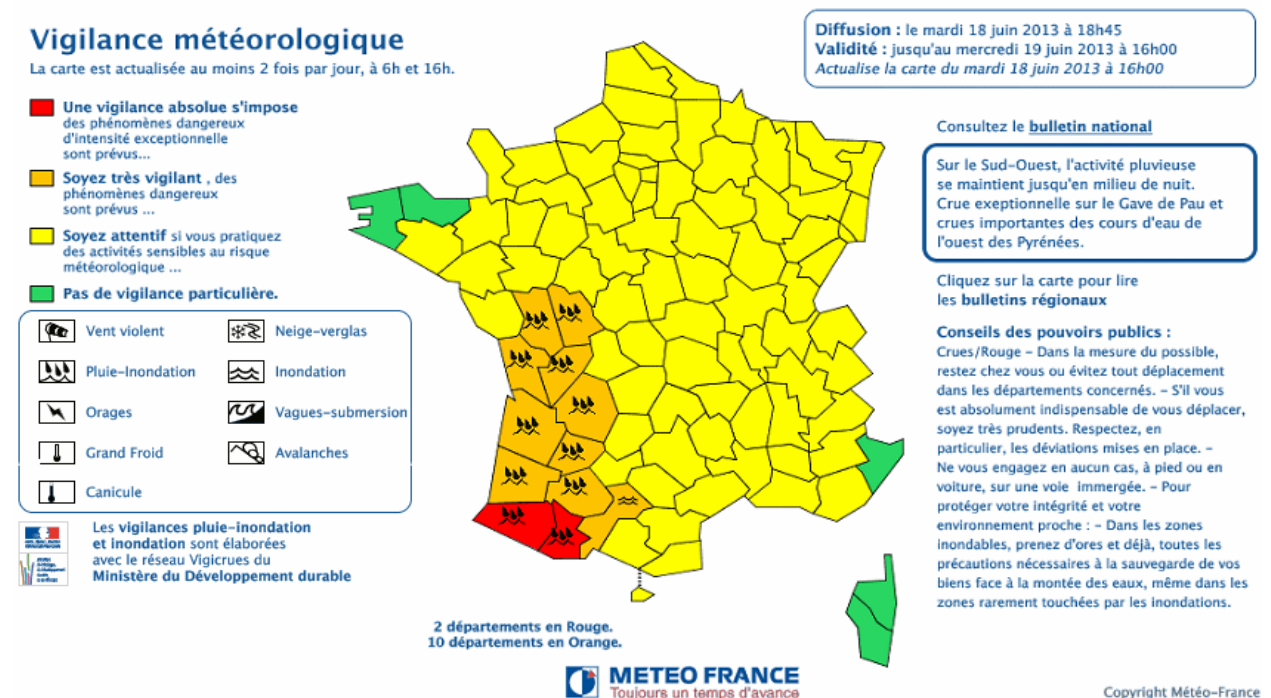 Vigilance météorologique
La carte est actualisée au moins 2 fois par jour, à 6h et 16h.
Une vigilance absolue s'impose
des phénomènes dangereux
d'intensité exceptionnelle
sont prévus...
Soyez très vigilant , des
phénomènes dangereux
sont prévus ...
Soyez attentif si vous pratiquez
des activités sensibles au risque
météorologique ...
Pas de vigilance particulière.
Vent violent
Neige-verglas
Pluie-Inondation
Inondation
Orages
Vagues-submersion
Grand Froid
Avalanches
Canicule
Les vigilances pluie-inondation
et inondation sont élaborées
avec le réseau Vigicrues du
Ministère du Développement durable
2 départements en Rouge.
10 départements en Orange.
METEO FRANCE
Toujours un temps d'avance
Diffusion : le mardi 18 juin 2013 à 18h45
Validité : jusqu'au mercredi 19 juin 2013 à 16h00
Actualise la carte du mardi 18 juin 2013 à 16h00
Consultez le bulletin national
Sur le Sud-Ouest, l'activité pluvieuse
se maintient jusqu'en milieu de nuit.
Crue exeptionnelle sur le Gave de Pau et
crues importantes des cours d'eau de
l'ouest des Pyrénées.
Cliquez sur la carte pour lire
les bulletins régionaux
Conseils des pouvoirs publics :
Crues/Rouge – Dans la mesure du possible,
restez chez vous ou évitez tout déplacement
dans les départements concernés. – S'il vous
est absolument indispensable de vous déplacer,
soyez très prudents. Respectez, en
particulier, les déviations mises en place. –
Ne vous engagez en aucun cas, à pied ou en
voiture, sur une voie immergée. – Pour
protéger votre intégrité et votre
environnement proche : – Dans les zones
inondables, prenez d'ores et déjà, toutes les
précautions nécessaires à la sauvegarde de vos
biens face à la montée des eaux, même dans les
zones rarement touchées par les inondations.
Copyright Météo-France